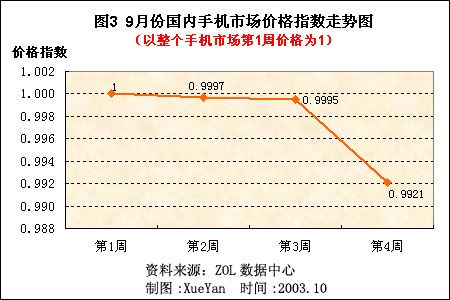 图3 9月份国内手机市场价格指数走势图
(以整个手机市场第1周价格为1)
价格指数
1.002
1.000
0.998
0.996
0.994
0.992
0.990
0.988
1
0.9997
0.9995
0.9921
第1周 第2周 第3周 第4周
资料来源: ZOL数据中心
制图:XueYan 时间:2003.10